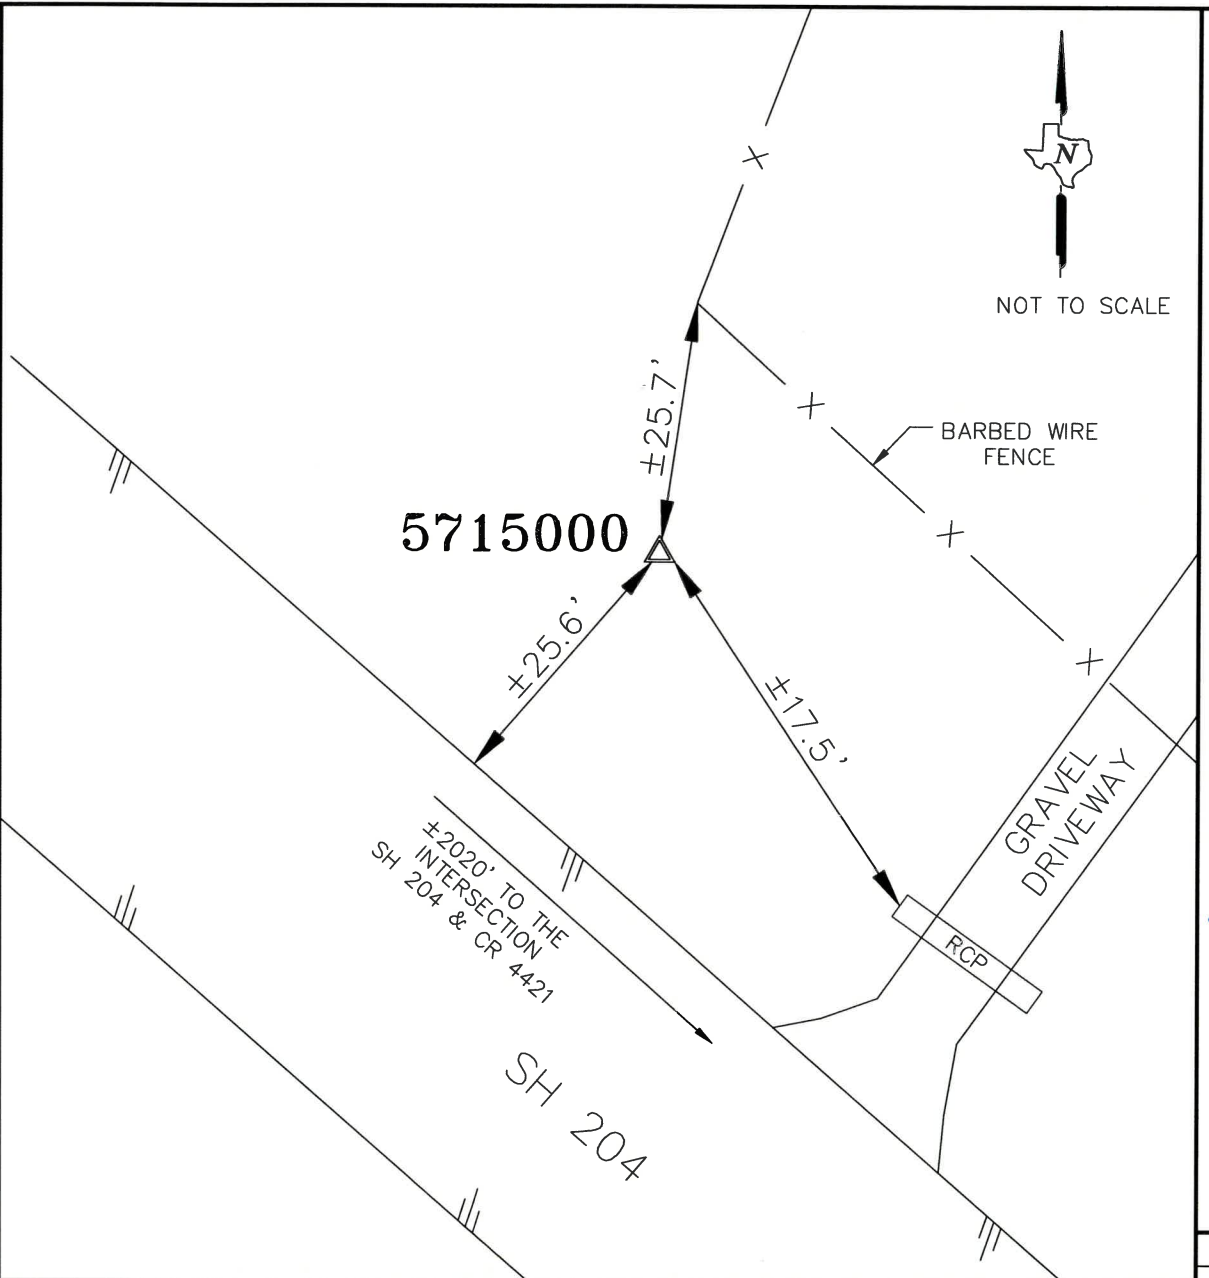 N
NOT TO SCALE
±25.7'
BARBED WIRE
FENCE
5715000
±25.6'
±17.5'
GRAVEL
DRIVEWAY
±2020' TO THE
INTERSECTION
SH 204 & CR 4421
RCP
SH 204